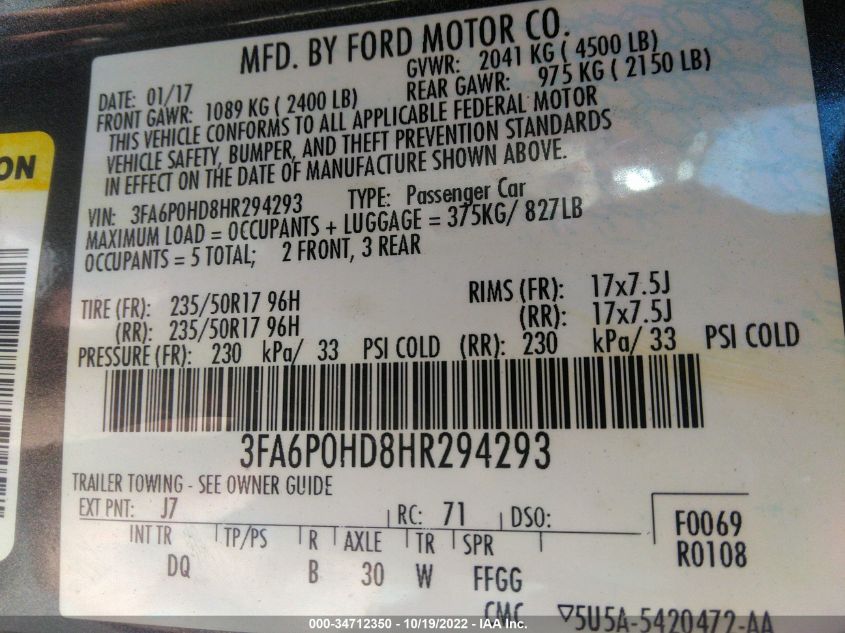 MFD. BY FORD MOTOR CO.
DATE: 01/17 GVWR: 2041 KG ( 4500 LB)
FRONT GAWR: 1089 KG ( 2400 LB) REAR GAWR: 975 KG ( 2150 LB)
THIS VEHICLE CONFORMS TO ALL APPLICABLE FEDERAL MOTOR
VEHICLE SAFETY, BUMPER, AND THEFT PREVENTION STANDARDS
IN EFFECT ON THE DATE OF MANUFACTURE SHOWN ABOVE.
VIN: 3FA6P0HD8HR294293 TYPE: Passenger Car
MAXIMUM LOAD = OCCUPANTS + LUGGAGE = 375KG/ 827LB
OCCUPANTS = 5 TOTAL; 2 FRONT, 3 REAR
TIRE (FR): 235/50R17 96H RIMS (FR): 17x7.5J
(RR): 235/50R17 96H (RR): 17x7.5J
PRESSURE (FR): 230 kPa/ 33 PSI COLD (RR): 230 kPa/ 33 PSI COLD
3FA6P0HD8HR294293
TRAILER TOWING - SEE OWNER GUIDE
EXT PNT: J7 RC: 71 DSO:
F0069
R0108
INT TR TP/PS R AXLE TR SPR
DQ B 30 W FFGG
CMC ▽5U5A-5420472-AA
ON
000-34712350 - 10/19/2022 - IAA Inc.